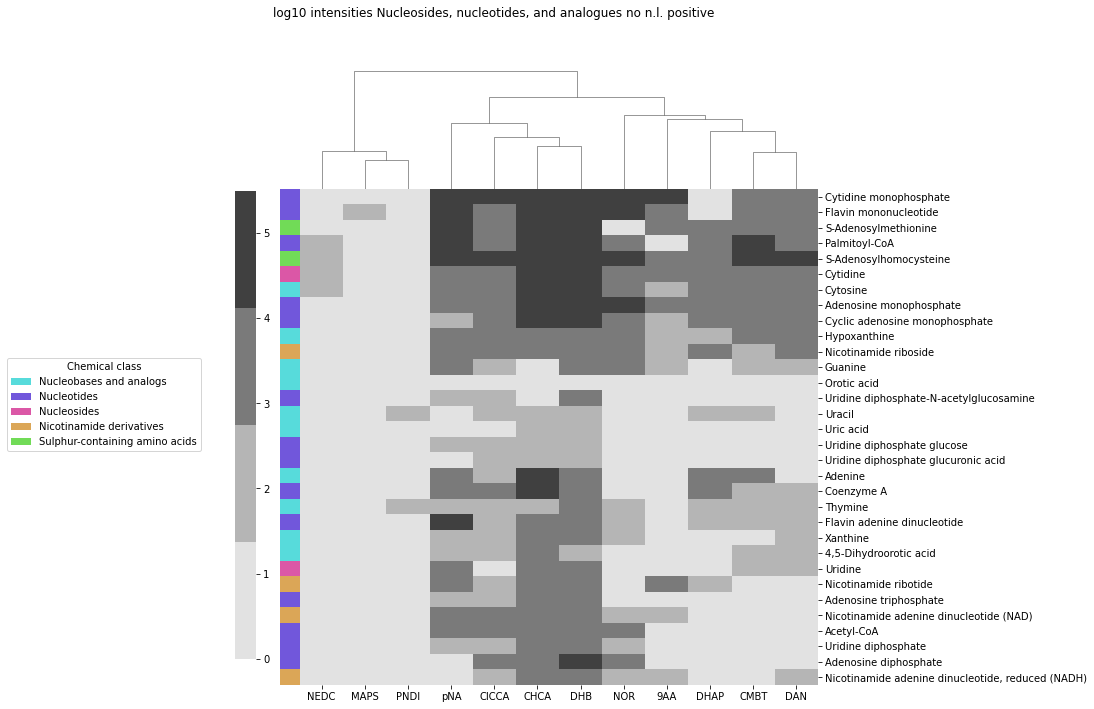 log10 intensities Nucleosides, nucleotides, and analogues no n.l. positive
5
4
3
2
1
0
Chemical class
Nucleobases and analogs
Nucleotides
Nucleosides
Nicotinamide derivatives
Sulphur-containing amino acids
Cytidine monophosphate
Flavin mononucleotide
S-Adenosylmethionine
Palmitoyl-CoA
S-Adenosylhomocysteine
Cytidine
Cytosine
Adenosine monophosphate
Cyclic adenosine monophosphate
Hypoxanthine
Nicotinamide riboside
Guanine
Orotic acid
Uridine diphosphate-N-acetylglucosamine
Uracil
Uric acid
Uridine diphosphate glucose
Uridine diphosphate glucuronic acid
Adenine
Coenzyme A
Thymine
Flavin adenine dinucleotide
Xanthine
4,5-Dihydroorotic acid
Uridine
Nicotinamide ribotide
Adenosine triphosphate
Nicotinamide adenine dinucleotide (NAD)
Acetyl-CoA
Uridine diphosphate
Adenosine diphosphate
Nicotinamide adenine dinucleotide, reduced (NADH)
NEDC MAPS PNDI pNA ClCCA CHCA DHB NOR 9AA DHAP CMBT DAN